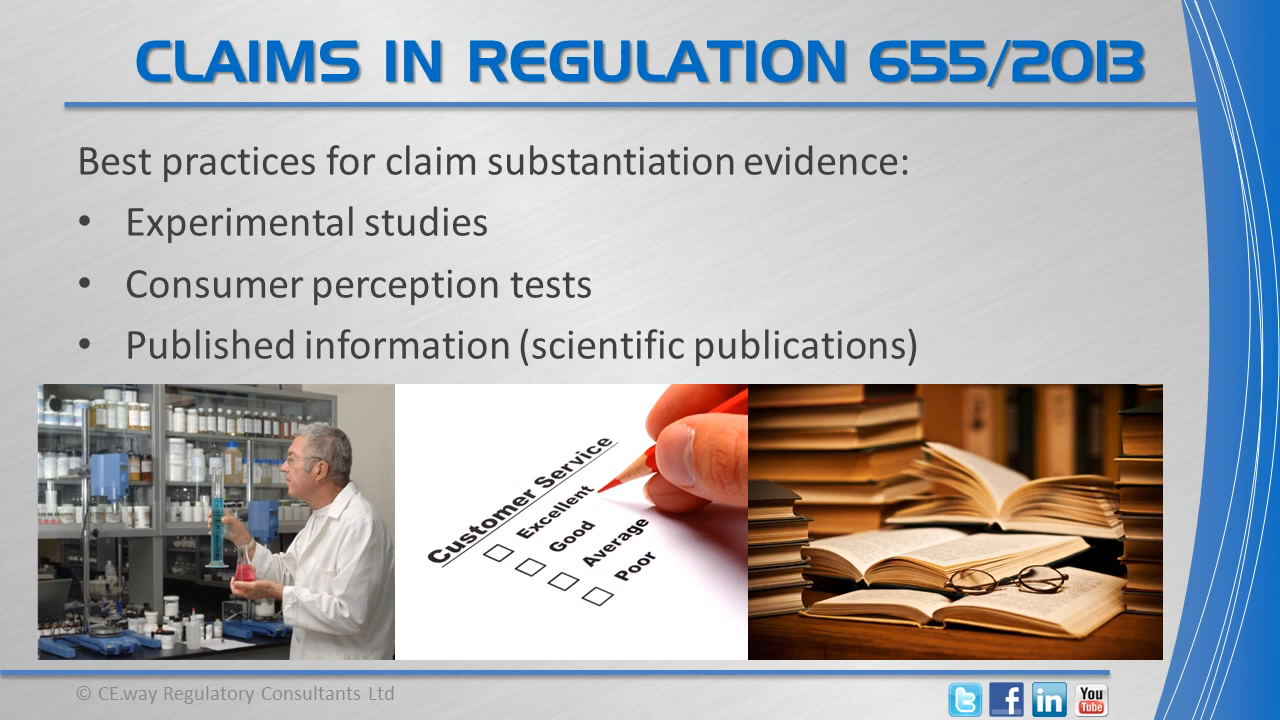 CLAIMS IN REGULATION 655/2013
Best practices for claim substantiation evidence:
• Experimental studies
• Consumer perception tests
• Published information (scientific publications)
Customer Service
Excellent
Good
Average
Poor
© CE.way Regulatory Consultants Ltd
t
f
in
You
Tube